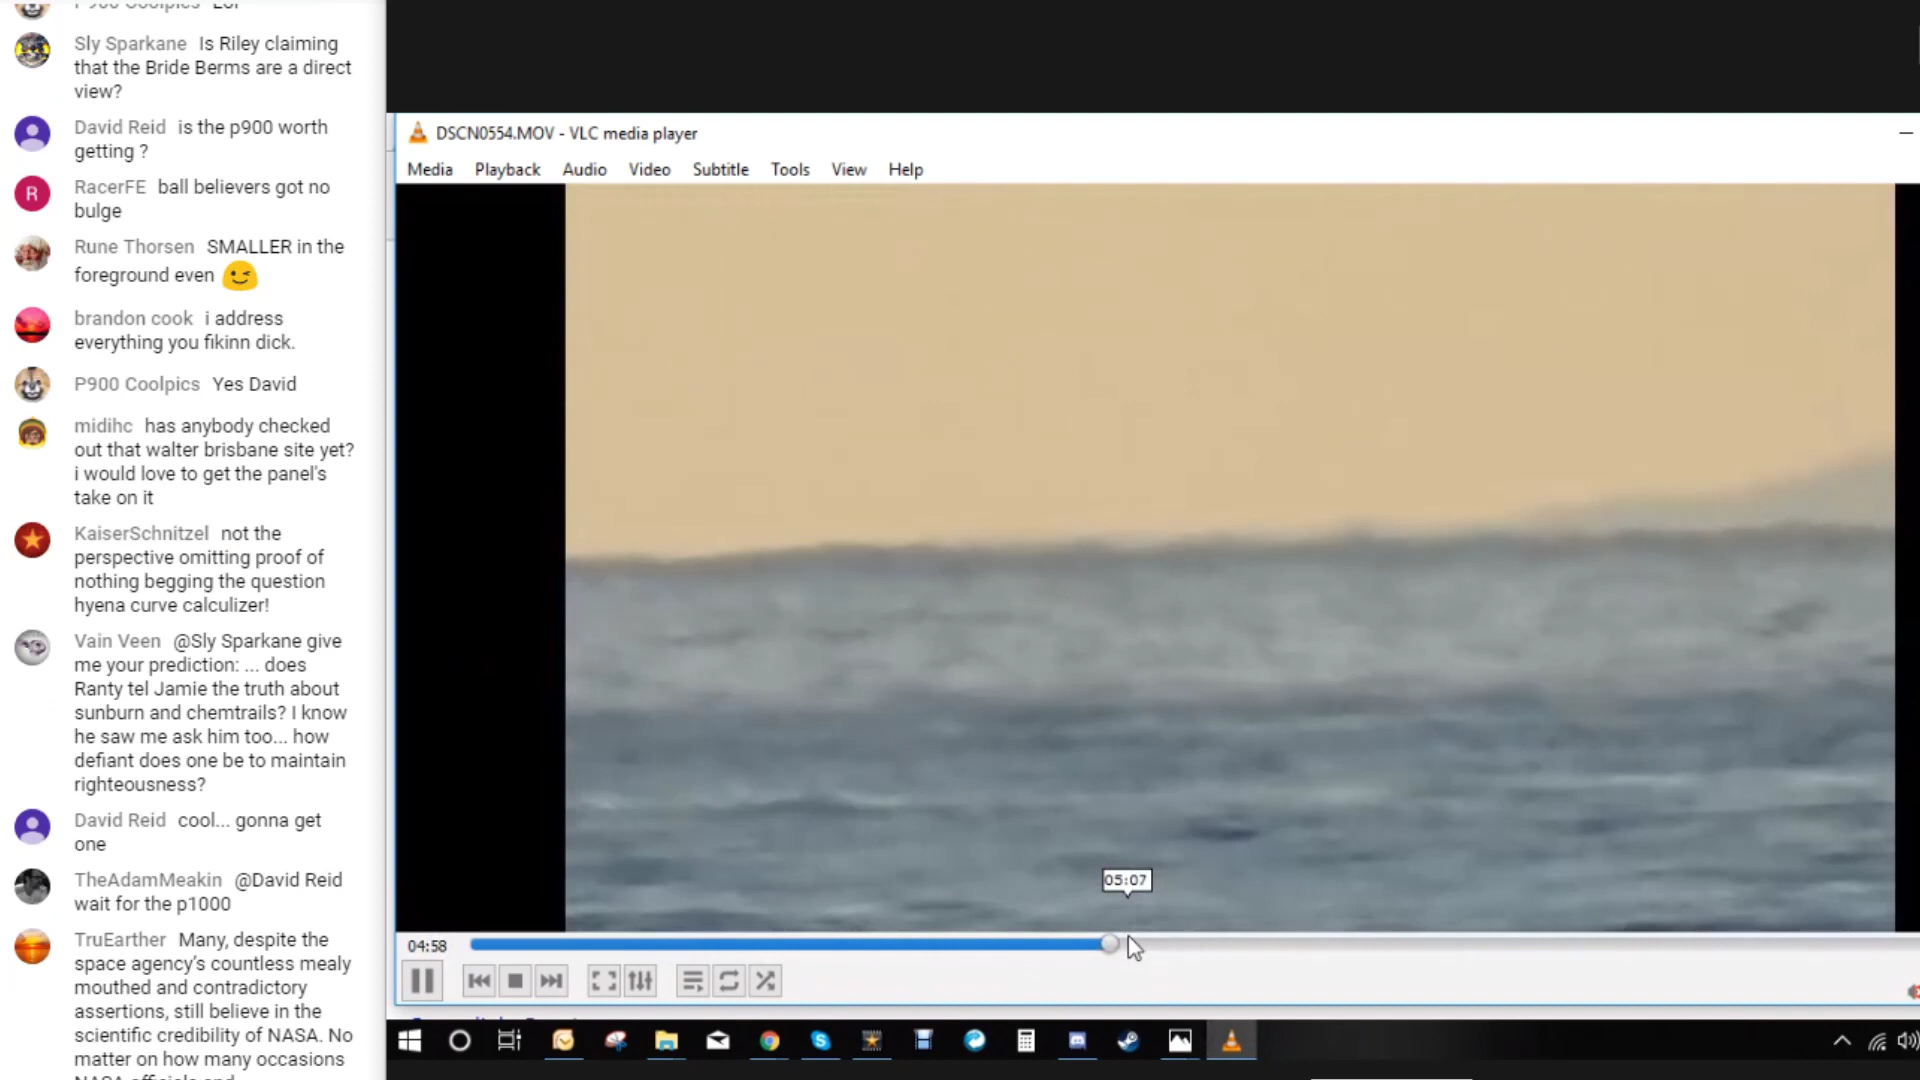 P900 Coolpics Lol
Sly Sparkane Is Riley claiming
that the Bride Berms are a direct
view?
David Reid is the p900 worth
getting ?
RacerFE ball believers got no
bulge
Rune Thorsen SMALLER in the
foreground even
brandon cook i address
everything you fikinn dick.
P900 Coolpics Yes David
midihc has anybody checked
out that walter brisbane site yet?
i would love to get the panel's
take on it
KaiserSchnitzel not the
perspective omitting proof of
nothing begging the question
hyena curve calculizer!
Vain Veen @Sly Sparkane give
me your prediction: ... does
Ranty tel Jamie the truth about
sunburn and chemtrails? I know
he saw me ask him too... how
defiant does one be to maintain
righteousness?
David Reid cool... gonna get
one
TheAdamMeakin @David Reid
wait for the p1000
TruEarther Many, despite the
space agency's countless mealy
mouthed and contradictory
assertions, still believe in the
scientific credibility of NASA. No
matter on how many occasions
DSCN0554.MOV - VLC media player
Media Playback Audio Video Subtitle Tools View Help
05:07
04:58
R